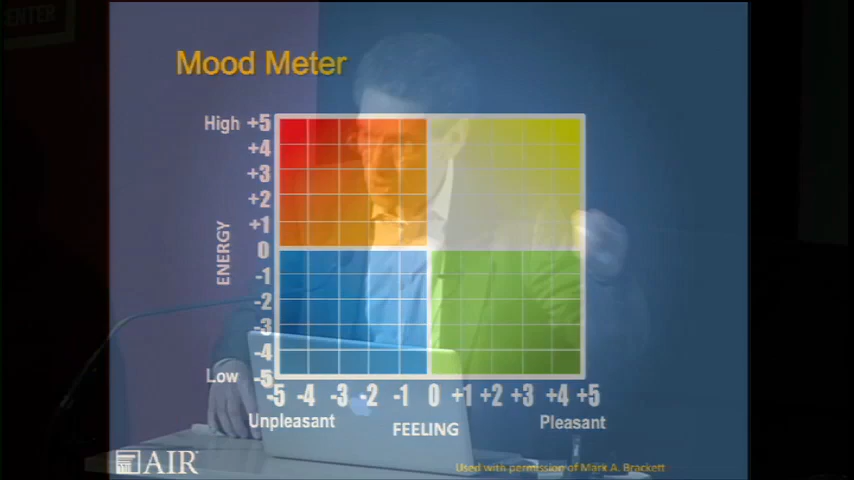 ENTER
Mood Meter
High +5
+4
+3
+2
+1
ENERGY
0
-1
-2
-3
-4
Low -5
-5 -4 -3 -2 -1 0 +1 +2 +3 +4 +5
Unpleasant FEELING Pleasant
AIR
Used with permission of Mark A. Brackett